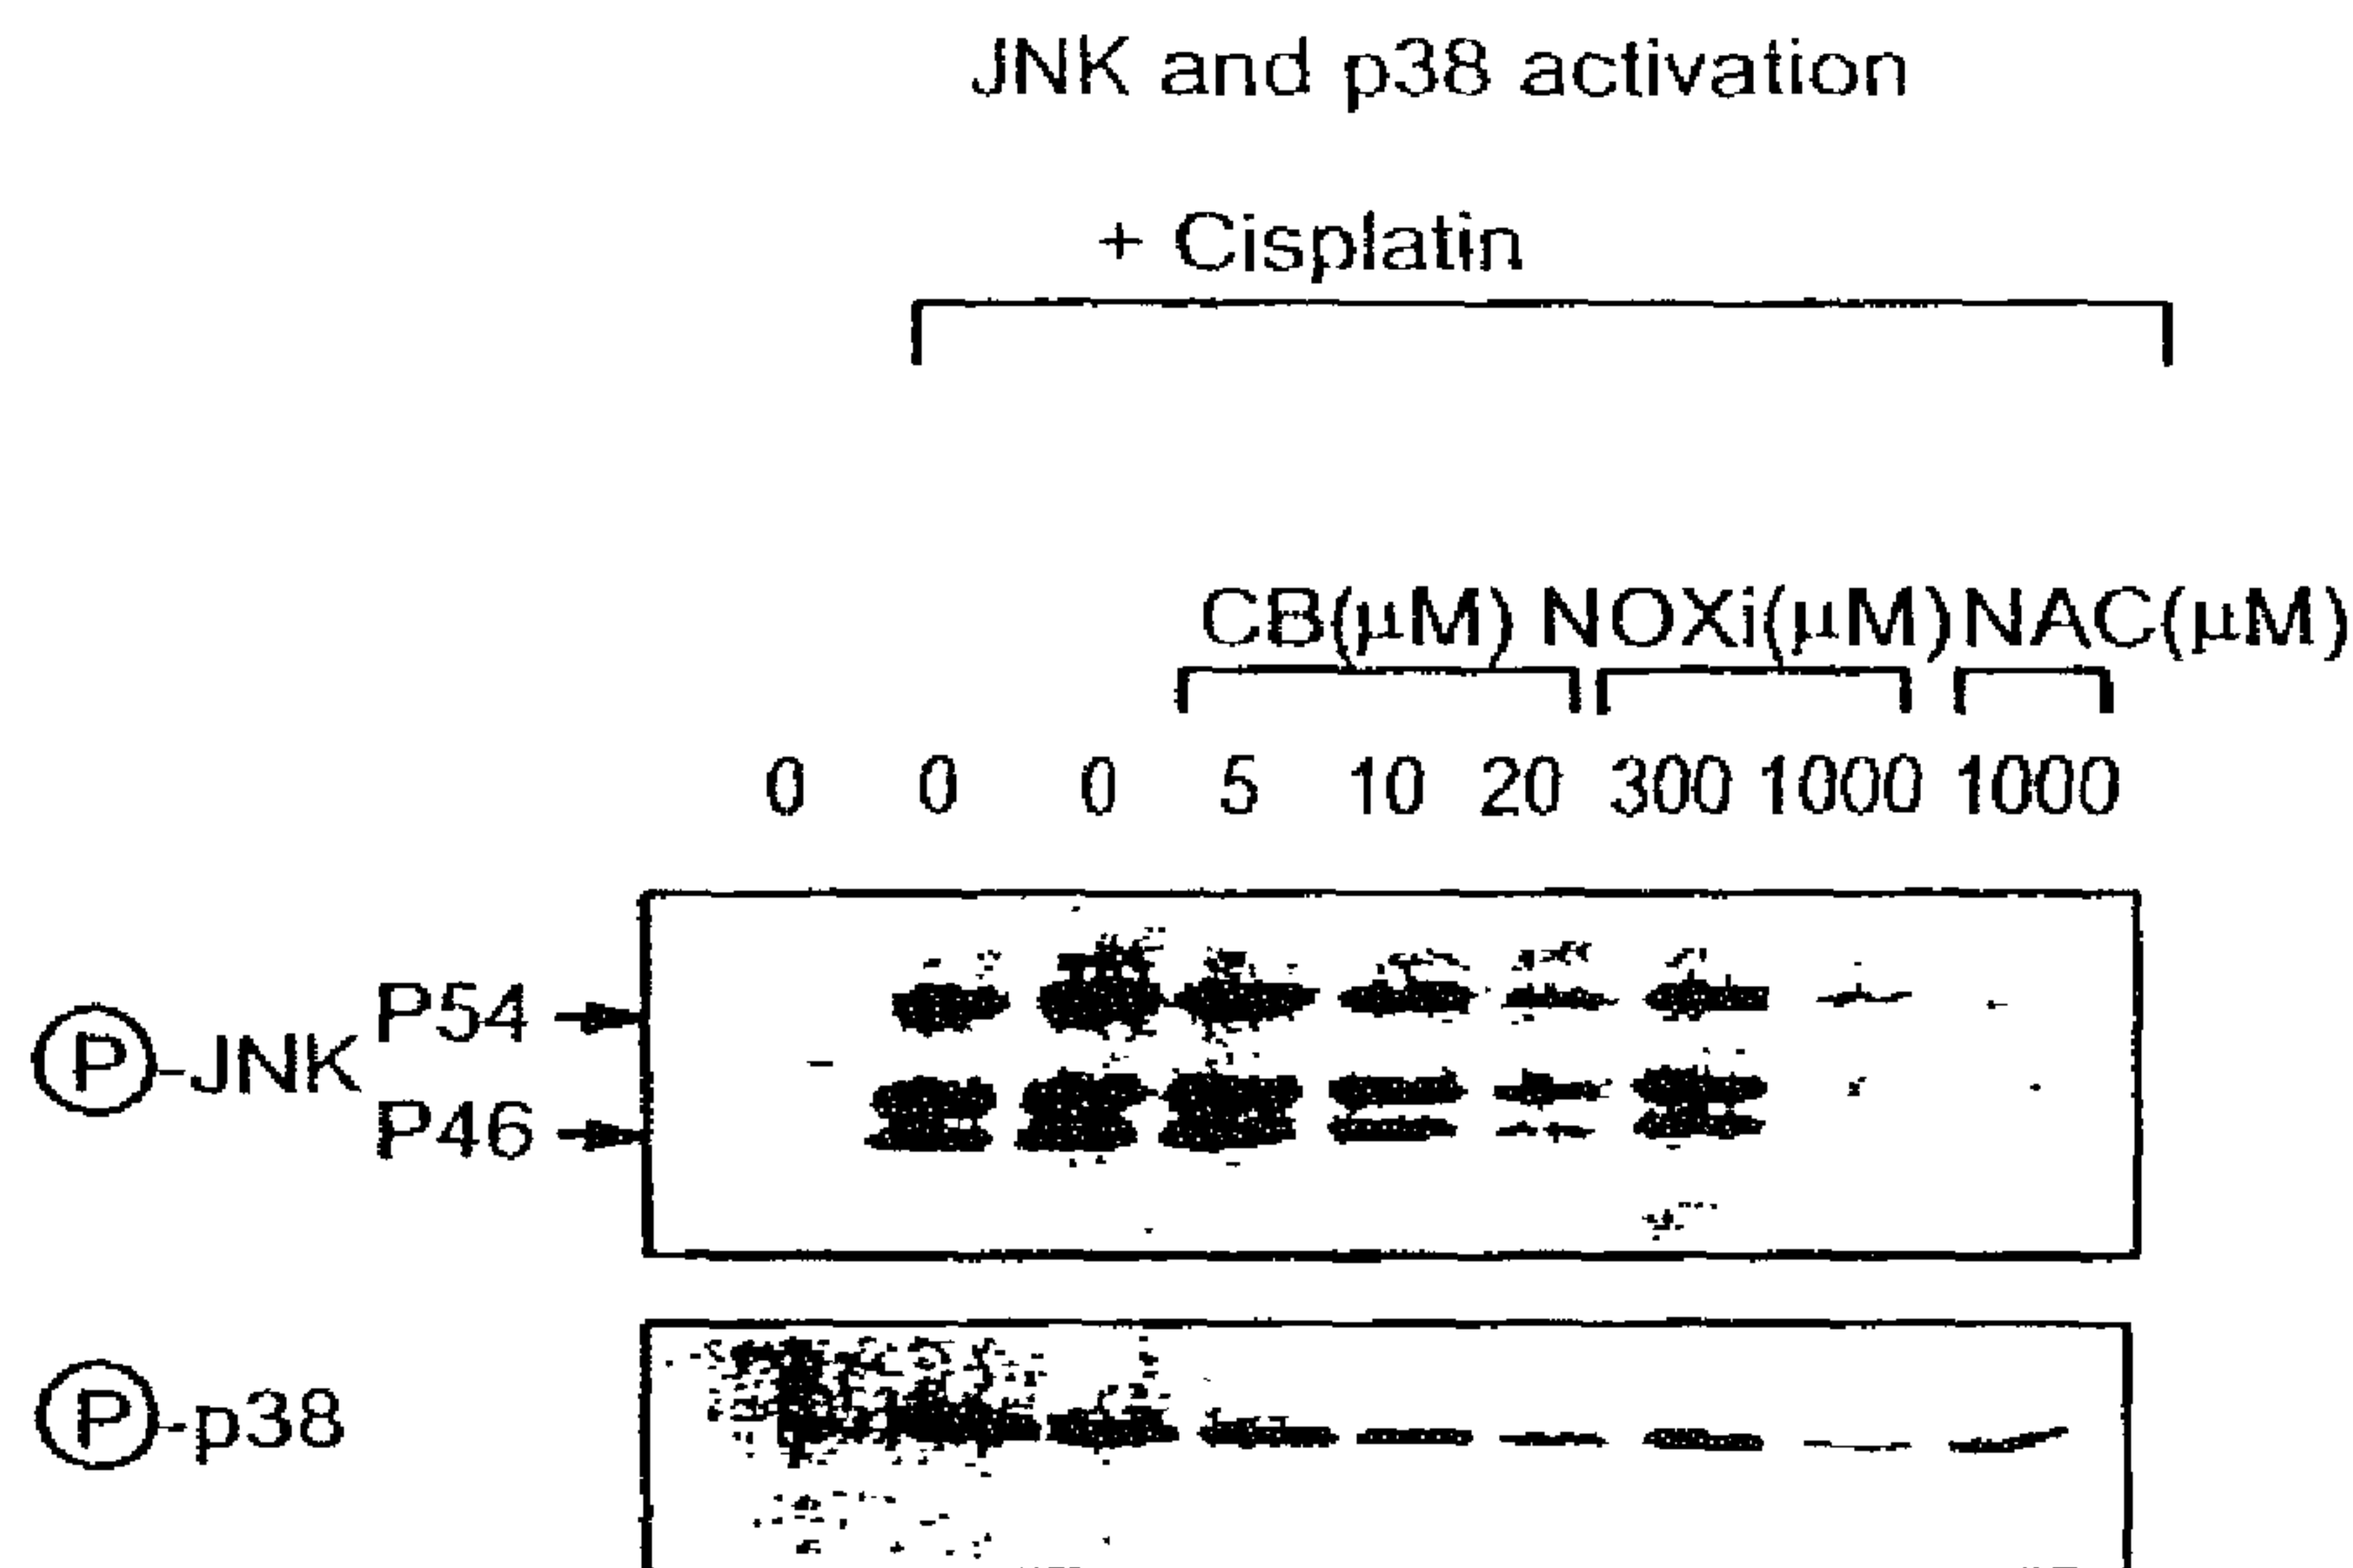 JNK and p38 activation
+ Cisplatin
CB(μM) NOXi(μM) NAC(μM)
0 0 0 5 10 20 300 1000 1000
P54
P-JNK
P46
P-p38